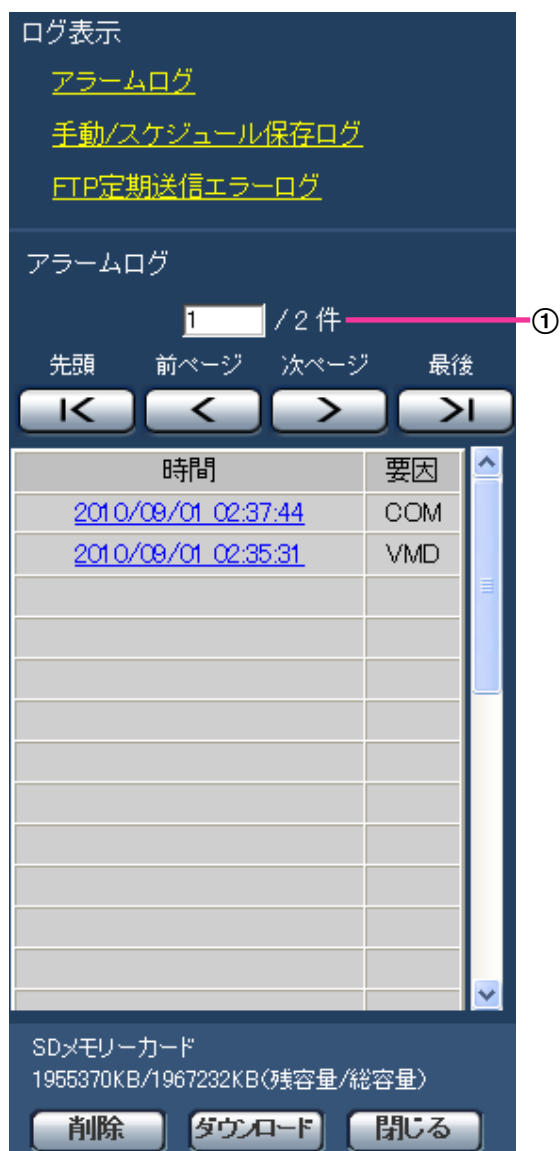 ログ表示
アラームログ
手動/スケジュール保存ログ
FTP定期送信エラーログ
アラームログ
1 /2件 ①
先頭 前ページ 次ページ 最後
時間 要因
2010/09/01 02:37:44 COM
2010/09/01 02:35:31 VMD
SDメモリーカード
1955370KB/1967232KB(残容量/総容量)
削除 ダウンロード 閉じる